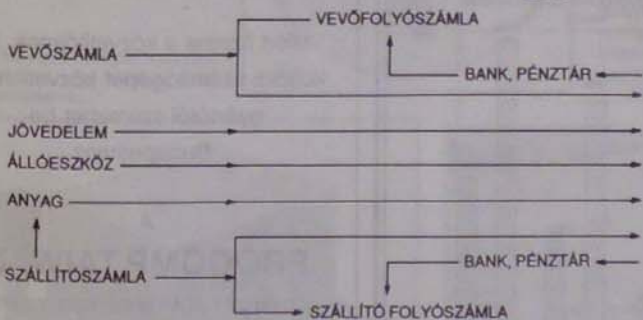 VEVŐFOLYÓSZÁMLA
VEVŐSZÁMLA
BANK, PÉNZTÁR
JÖVEDELEM
ÁLLÓESZKÖZ
ANYAG
BANK, PÉNZTÁR
SZÁLLÍTÓSZÁMLA
SZÁLLÍTÓ FOLYÓSZÁMLA